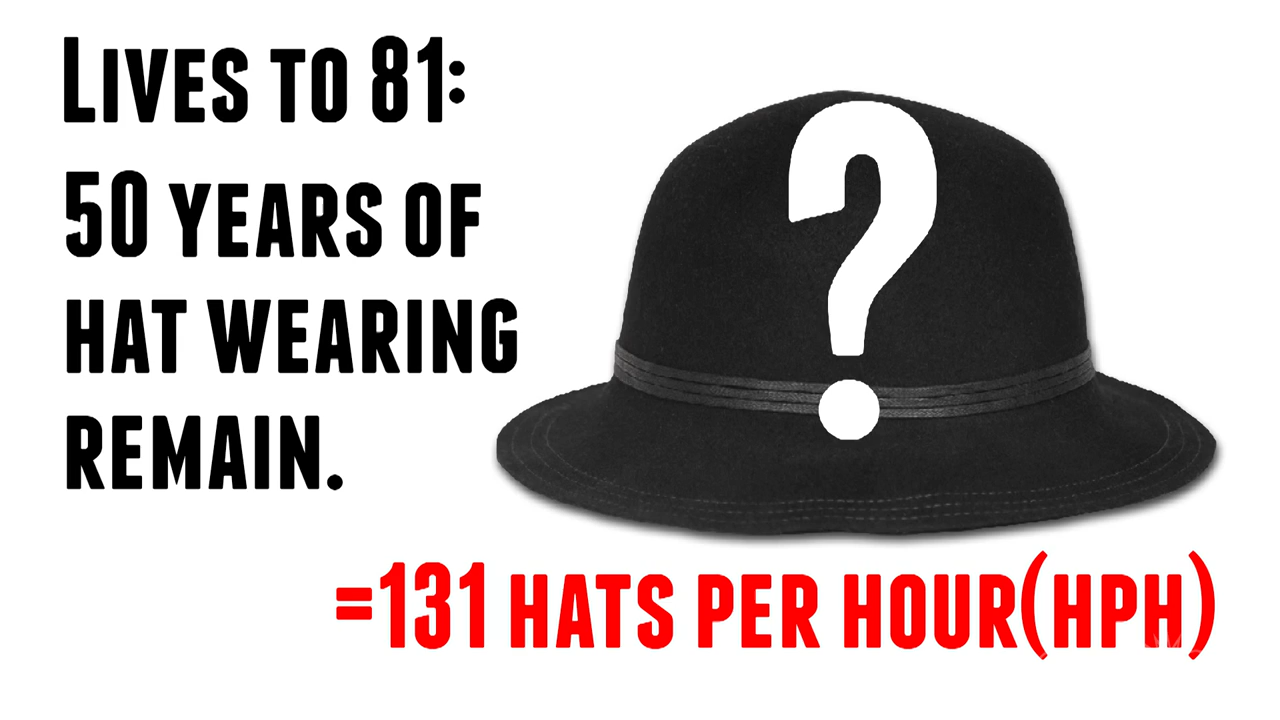 Lives to 81:
50 years of
hat wearing
remain.
?
=131 hats per hour(hph)